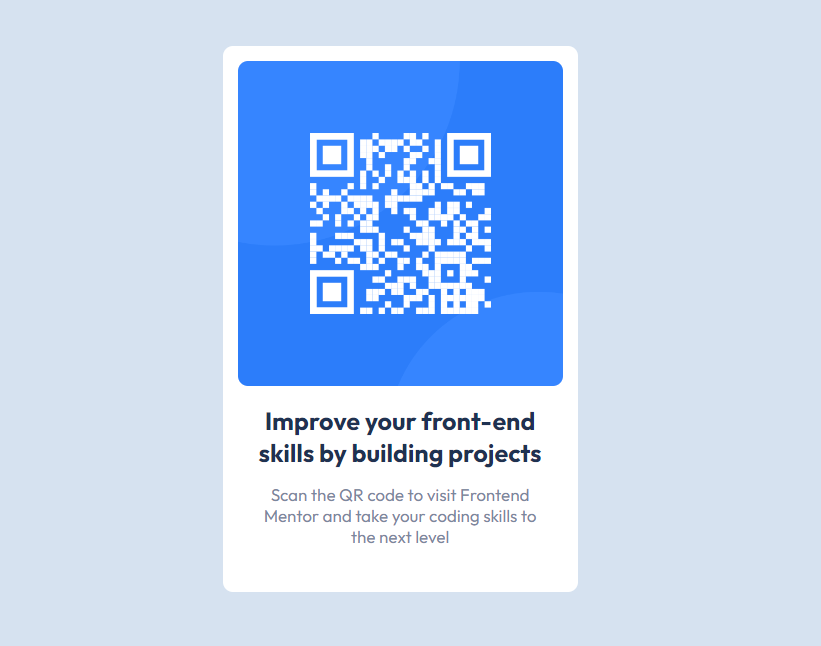 Improve your front-end
skills by building projects
Scan the QR code to visit Frontend
Mentor and take your coding skills to
the next level